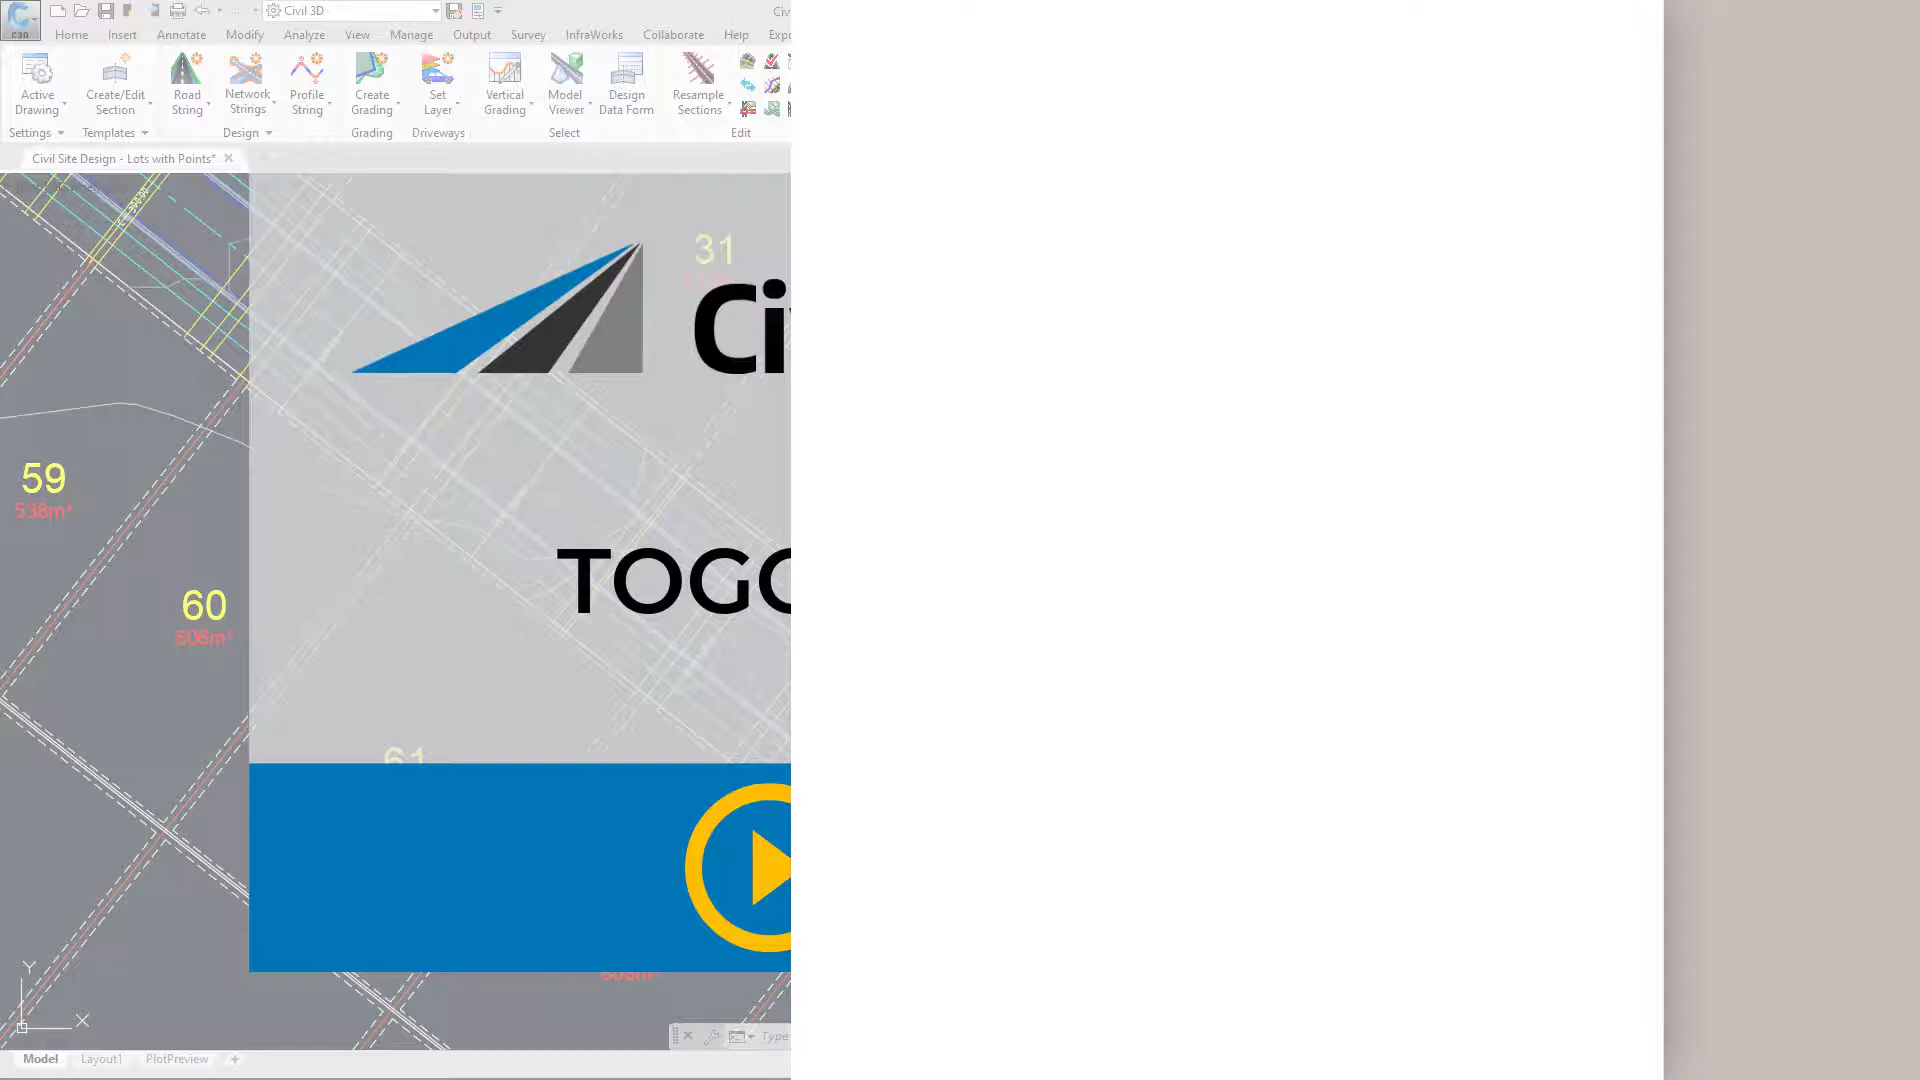 Civil 3D
Home Insert Annotate Modify Analyze View Manage Output Survey InfraWorks Collaborate Help
Active Drawing
Create/Edit Section
Road String
Network Strings
Profile String
Create Grading
Set Layer
Vertical Grading
Model Viewer
Design Data Form
Resample Sections
Settings Templates Design Grading Driveways Select Edit
Civil Site Design - Lots with Points*
31
Ci
59
538m²
TOGG
60
606m²
61
Y
X
Type
Model Layout1 PlotPreview +